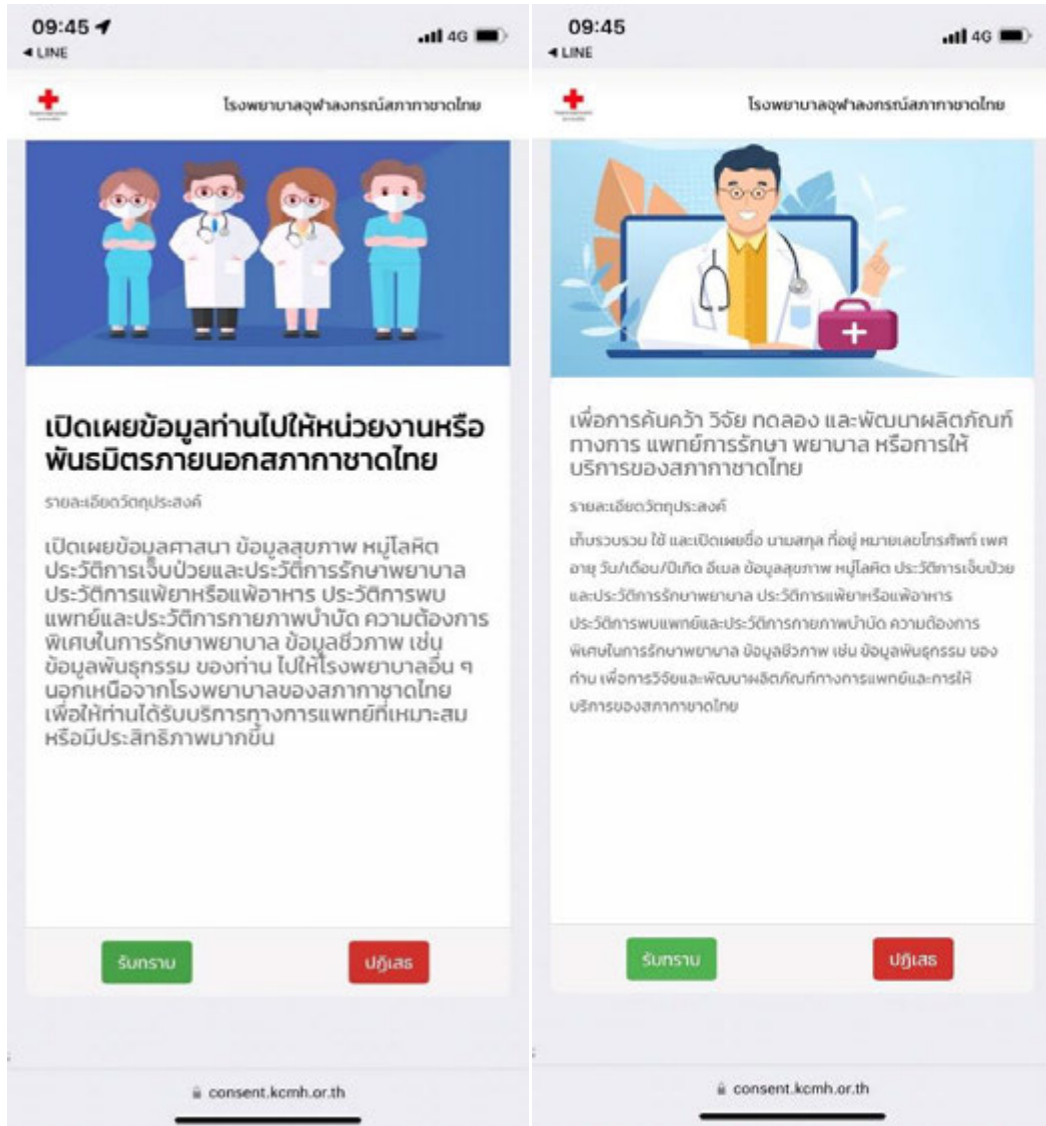 09:45
LINE
4G
โรงพยาบาลจุฬาลงกรณ์สภากาชาดไทย
เปิดเผยข้อมูลท่านไปให้หน่วยงานหรือ
พันธมิตรภายนอกสภากาชาดไทย
รายละเอียดวัตถุประสงค์
เปิดเผยข้อมูลศาสนา ข้อมูลสุขภาพ หมู่โลหิต
ประวัติการเจ็บป่วยและประวัติการรักษาพยาบาล
ประวัติการแพ้ยาหรือแพ้อาหาร ประวัติการพบ
แพทย์และประวัติการกายภาพบำบัด ความต้องการ
พิเศษในการรักษาพยาบาล ข้อมูลชีวภาพ เช่น
ข้อมูลพันธุกรรม ของท่าน ไปให้โรงพยาบาลอื่น ๆ
นอกเหนือจากโรงพยาบาลของสภากาชาดไทย
เพื่อให้ท่านได้รับบริการทางการแพทย์ที่เหมาะสม
หรือมีประสิทธิภาพมากขึ้น
รับทราบ
ปฏิเสธ
consent.kcmh.or.th
09:45
LINE
4G
โรงพยาบาลจุฬาลงกรณ์สภากาชาดไทย
เพื่อการค้นคว้า วิจัย ทดลอง และพัฒนาผลิตภัณฑ์
ทางการ แพทย์การรักษา พยาบาล หรือการให้
บริการของสภากาชาดไทย
รายละเอียดวัตถุประสงค์
เก็บรวบรวม ใช้ และเปิดเผยชื่อ นามสกุล ที่อยู่ หมายเลขโทรศัพท์ เพศ
อายุ วัน/เดือน/ปีเกิด อีเมล ข้อมูลสุขภาพ หมู่โลหิต ประวัติการเจ็บป่วย
และประวัติการรักษาพยาบาล ประวัติการแพ้ยาหรือแพ้อาหาร
ประวัติการพบแพทย์และประวัติการกายภาพบำบัด ความต้องการ
พิเศษในการรักษาพยาบาล ข้อมูลชีวภาพ เช่น ข้อมูลพันธุกรรม ของ
ท่าน เพื่อการวิจัยและพัฒนาผลิตภัณฑ์ทางการแพทย์และการให้
บริการของสภากาชาดไทย
รับทราบ
ปฏิเสธ
consent.kcmh.or.th